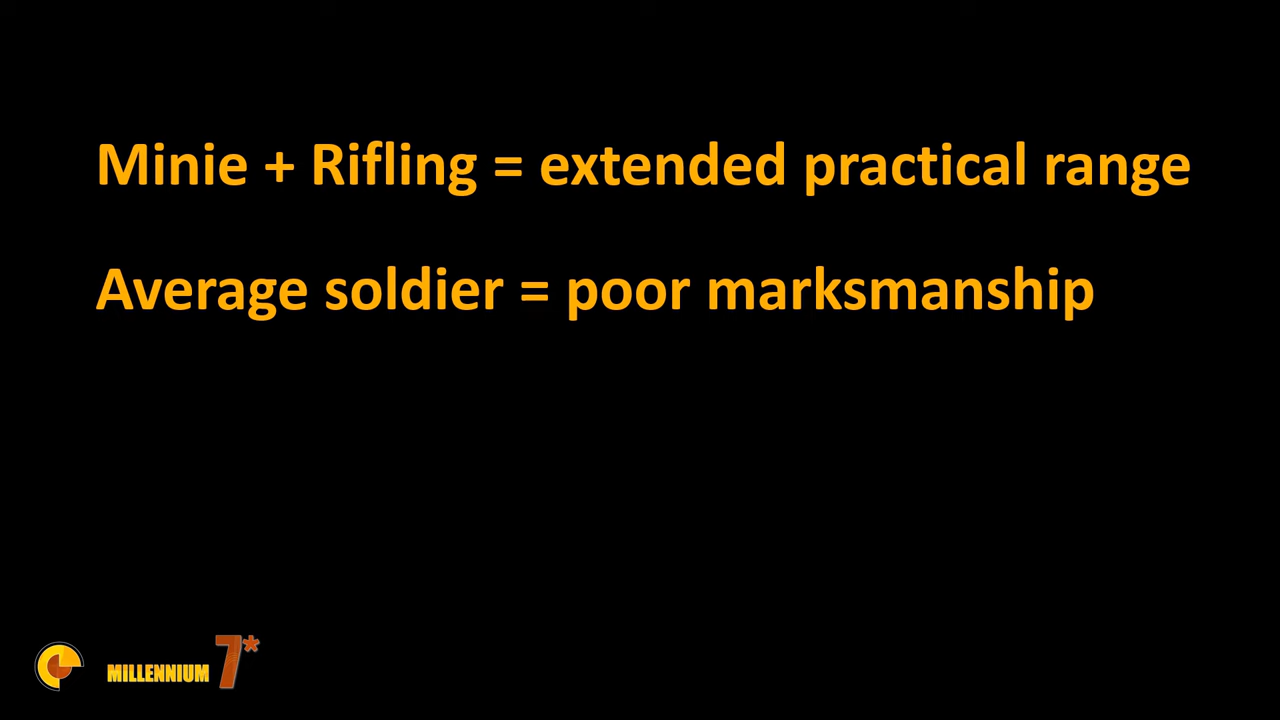 Minie + Rifling = extended practical range
Average soldier = poor marksmanship
MILLENNIUM 7*